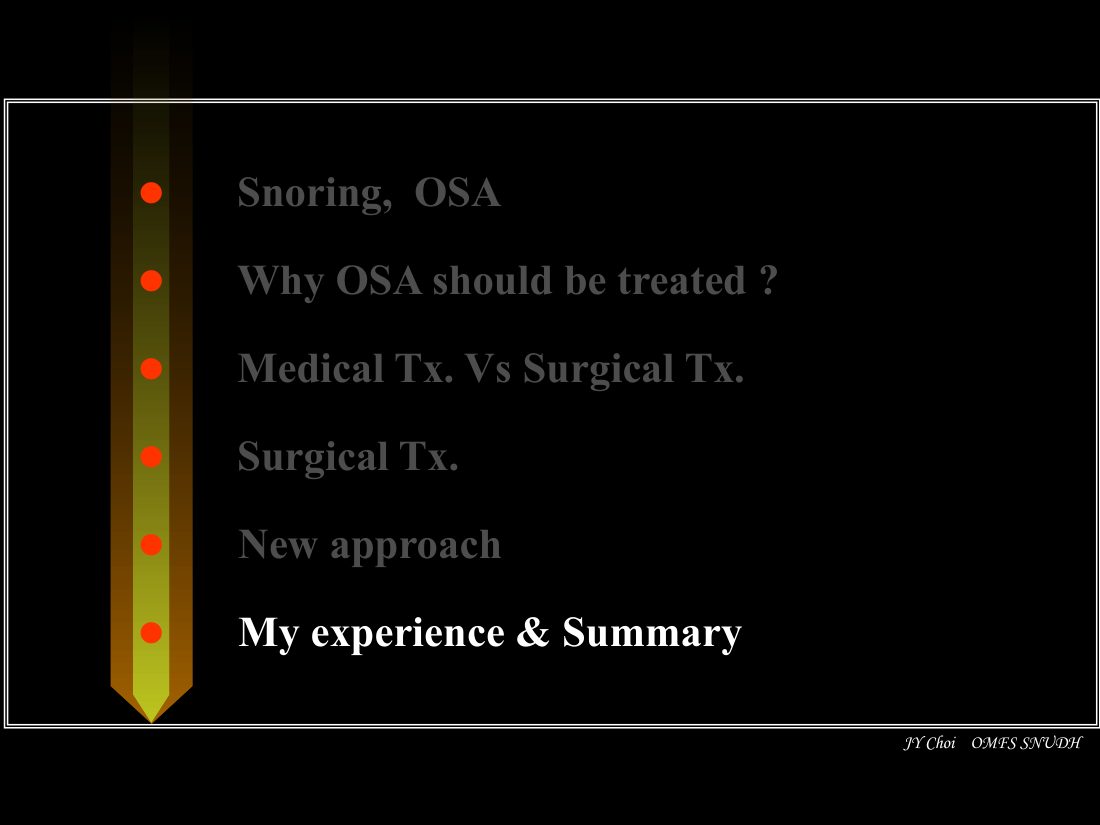 Snoring, OSA
Why OSA should be treated ?
Medical Tx. Vs Surgical Tx.
Surgical Tx.
New approach
My experience & Summary
JY Choi OMFS SNUDH